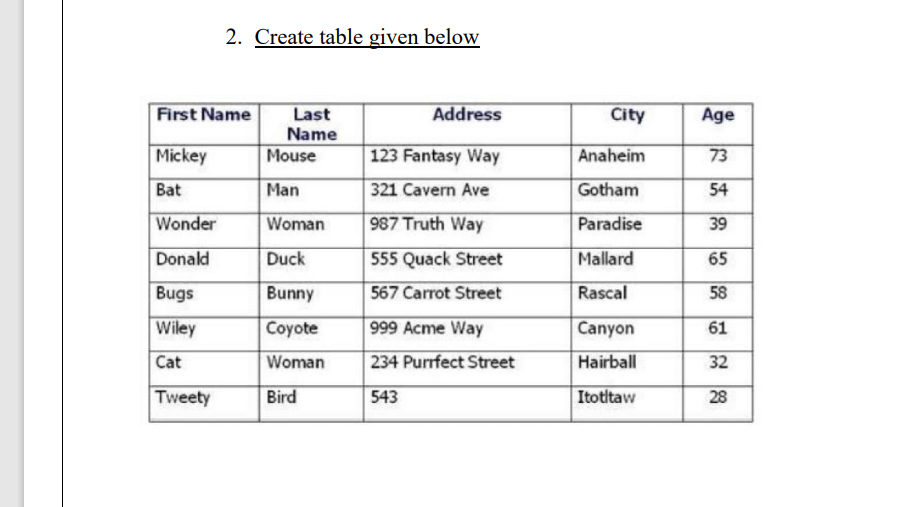 2. Create table given below
First Name Last Name Address City Age
Mickey Mouse 123 Fantasy Way Anaheim 73
Bat Man 321 Cavern Ave Gotham 54
Wonder Woman 987 Truth Way Paradise 39
Donald Duck 555 Quack Street Mallard 65
Bugs Bunny 567 Carrot Street Rascal 58
Wiley Coyote 999 Acme Way Canyon 61
Cat Woman 234 Purrfect Street Hairball 32
Tweety Bird 543 Itotltaw 28